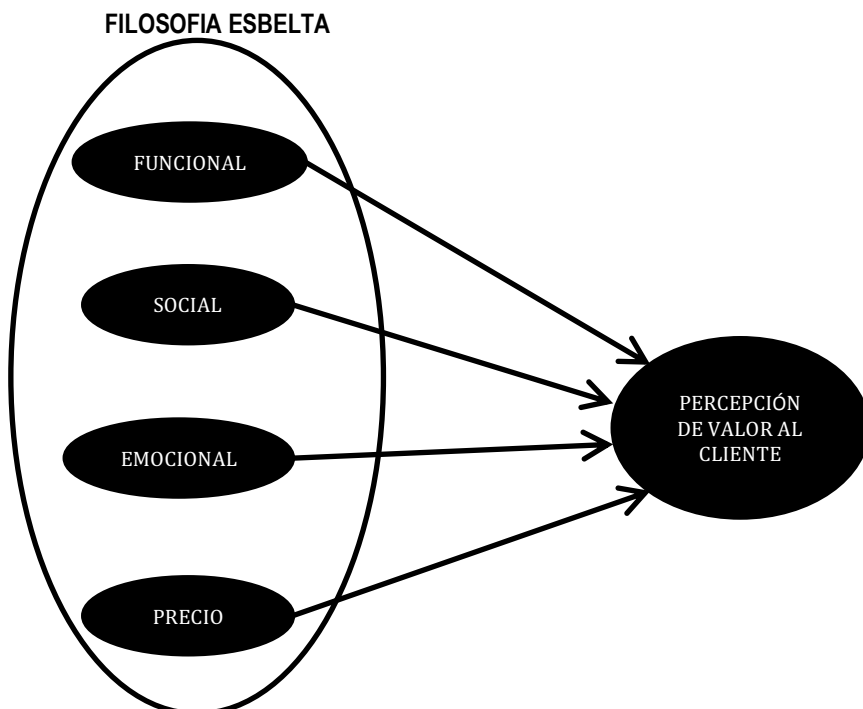 FILOSOFIA ESBELTA
FUNCIONAL
SOCIAL
EMOCIONAL
PRECIO
PERCEPCIÓN
DE VALOR AL
CLIENTE